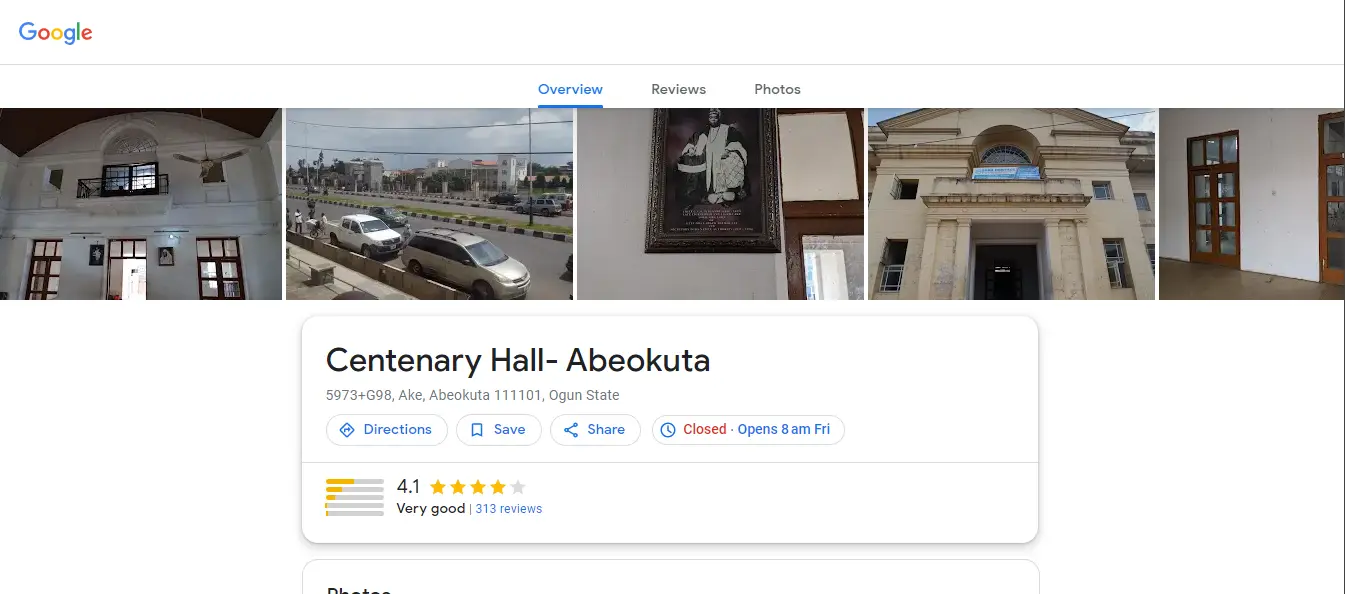 Google
Overview Reviews Photos
Centenary Hall- Abeokuta
5973+G98, Ake, Abeokuta 111101, Ogun State
Directions Save Share Closed · Opens 8 am Fri
4.1
Very good | 313 reviews
Photos